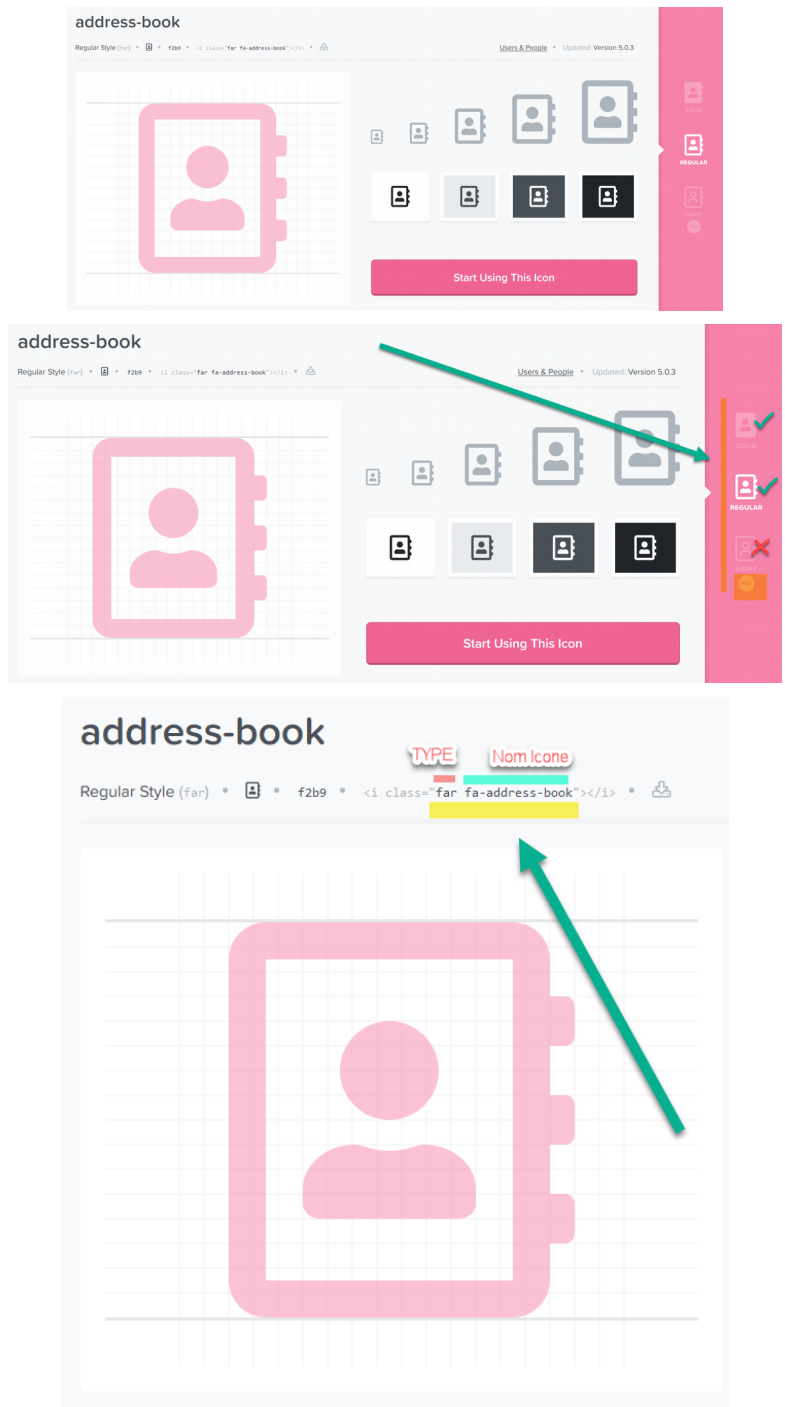 address-book
Regular Style (far) • • f2b9 • <i class="far fa-address-book"></i> •
Users & People • Updated: Version 5.0.3
SOLID
REGULAR
LIGHT
PRO
Start Using This Icon
address-book
Regular Style (far) • • f2b9 • <i class="far fa-address-book"></i> •
Users & People • Updated: Version 5.0.3
SOLID
REGULAR
LIGHT
PRO
Start Using This Icon
address-book
TYPE Nom Icone
Regular Style (far) • • f2b9 • <i class="far fa-address-book"></i> •